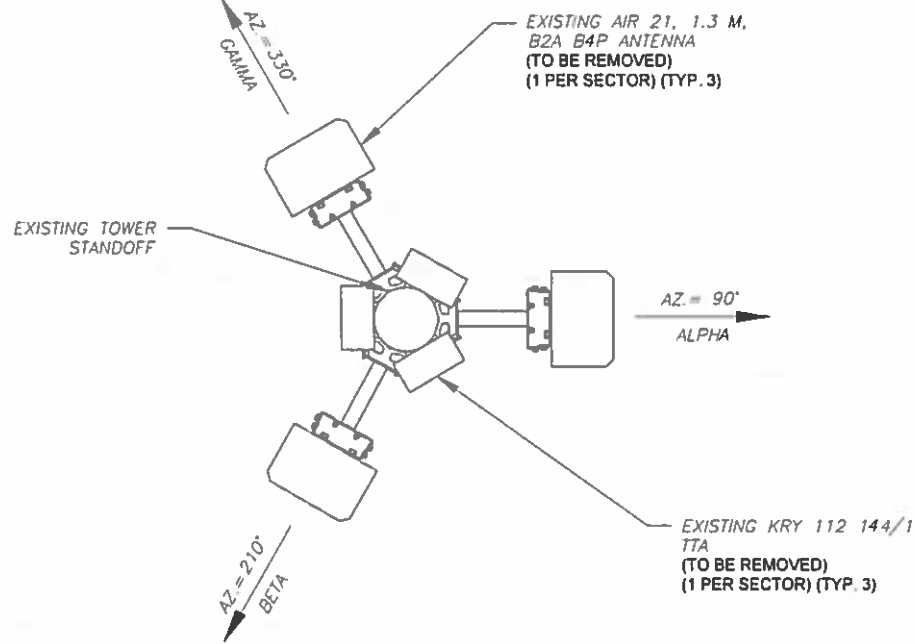 EXISTING AIR 21, 1.3 M,
B2A B4P ANTENNA
(TO BE REMOVED)
(1 PER SECTOR) (TYP. 3)
AZ.= 330°
GAMMA
EXISTING TOWER
STANDOFF
AZ.= 90°
ALPHA
AZ.= 210°
BETA
EXISTING KRY 112 144/1
TTA
(TO BE REMOVED)
(1 PER SECTOR) (TYP. 3)